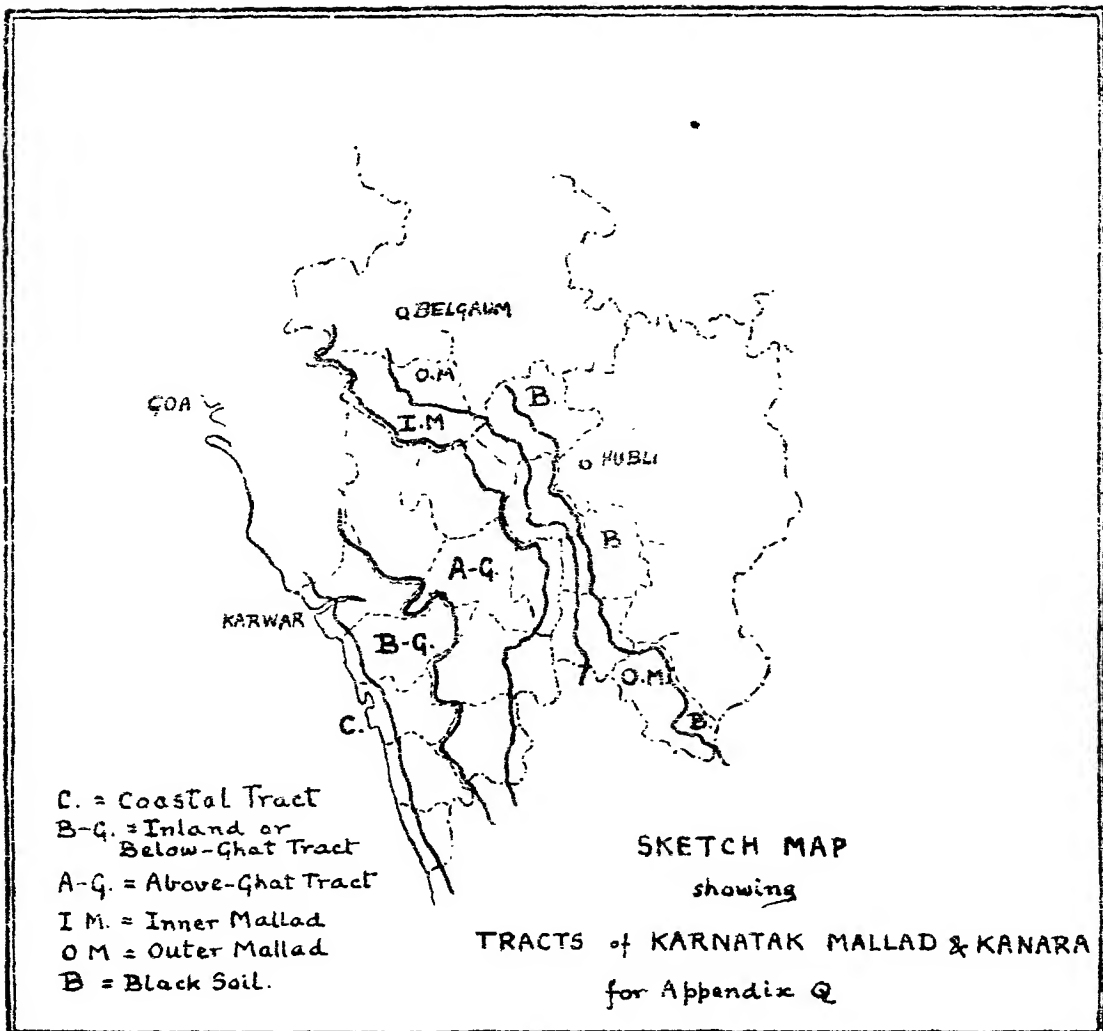 BELGAUM
O.M
B
GOA
I.M
HUBLI
B
A-G.
KARWAR
B-G.
O.M.
C.
B.
C. = Coastal Tract
B-G. = Inland or
Below-Ghat Tract
A-G. = Above-Ghat Tract
I M. = Inner Mallad
O M = Outer Mallad
B = Black Soil.
SKETCH MAP
showing
TRACTS of KARNATAK MALLAD & KANARA
for Appendix Q